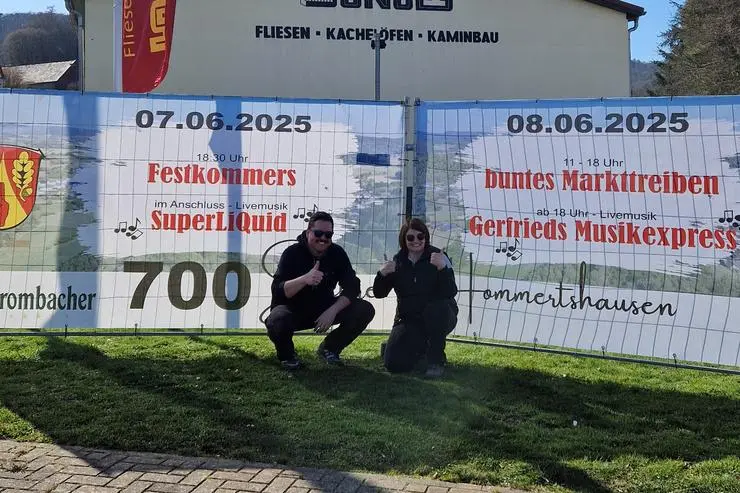 FLIESEN • KACHELÖFEN • KAMINBAU
Fliese
07.06.2025
18:30 Uhr
Festkommers
im Anschluss - Livemusik
SuperLiQuid
08.06.2025
11 - 18 Uhr
buntes Markttreiben
ab 18 Uhr - Livemusik
Gerfrieds Musikexpress
rombacher
700
Hommertshausen